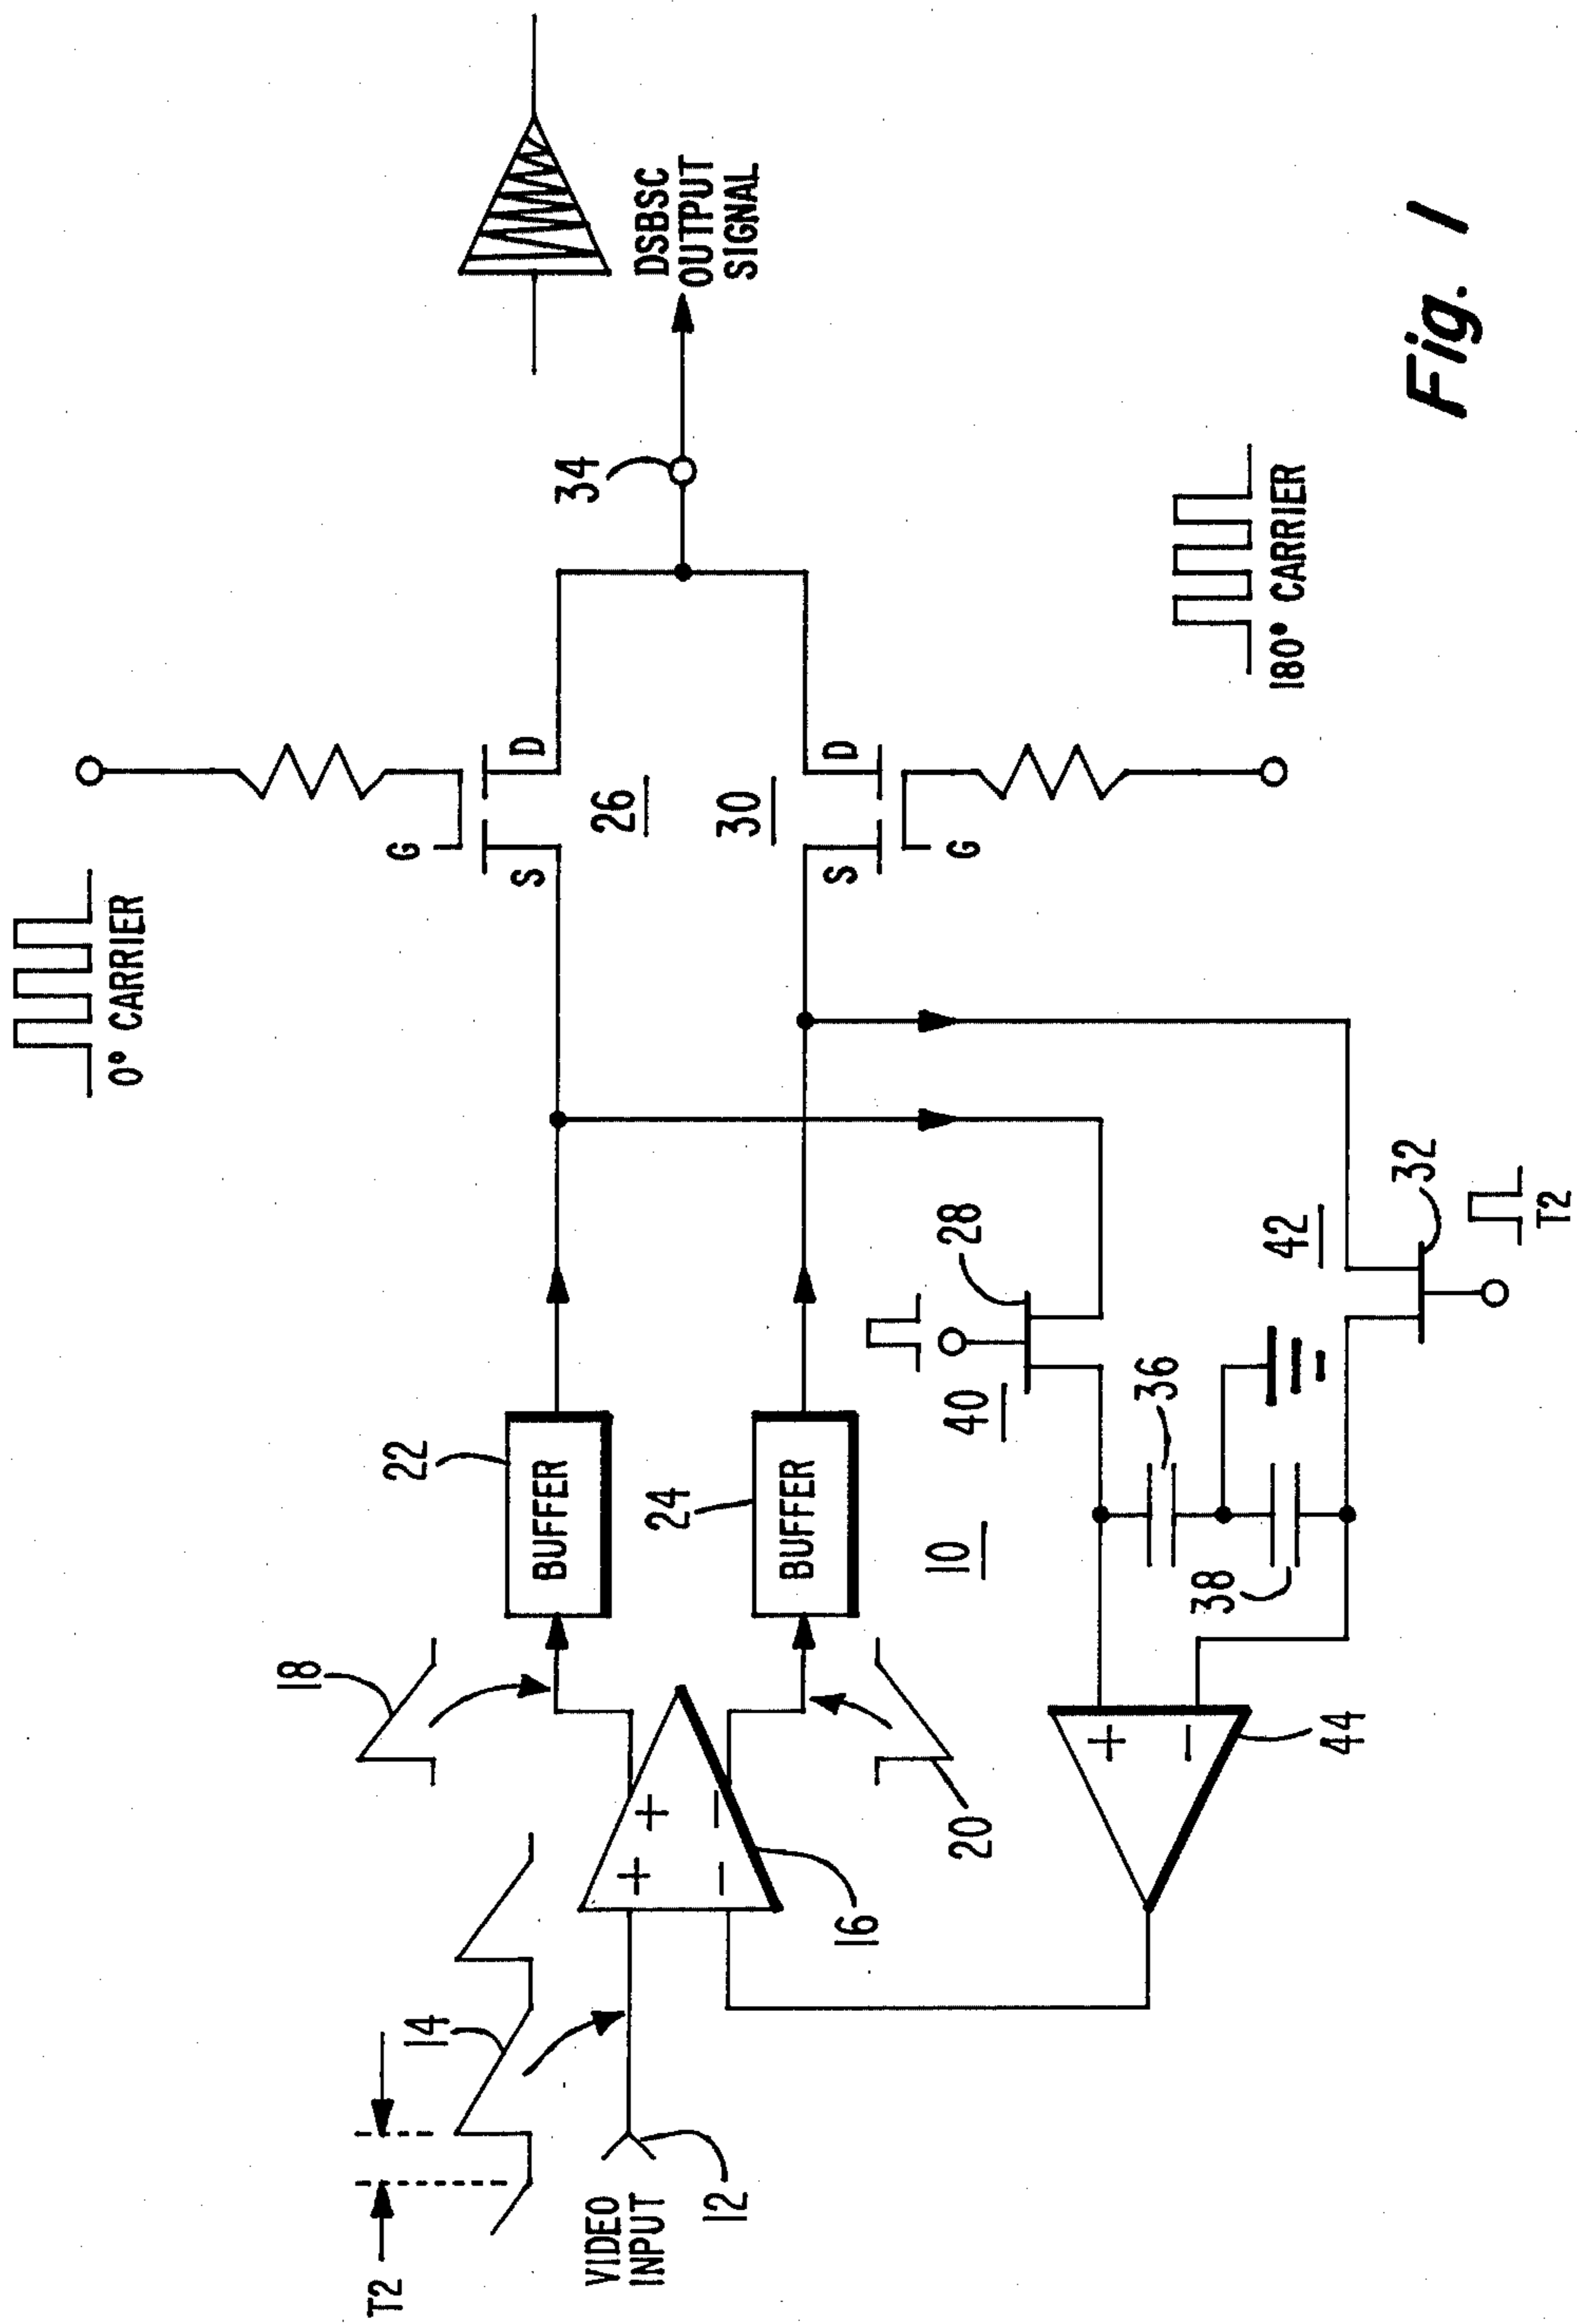 0° CARRIER
G
S
D
26
30
S
D
G
34
DSBSC
OUTPUT
SIGNAL
180° CARRIER
T2
14
VIDEO
INPUT
12
+
+
−
−
16
18
20
22
BUFFER
24
BUFFER
10
40
28
36
38
42
32
T2
+
−
44
Fig. 1